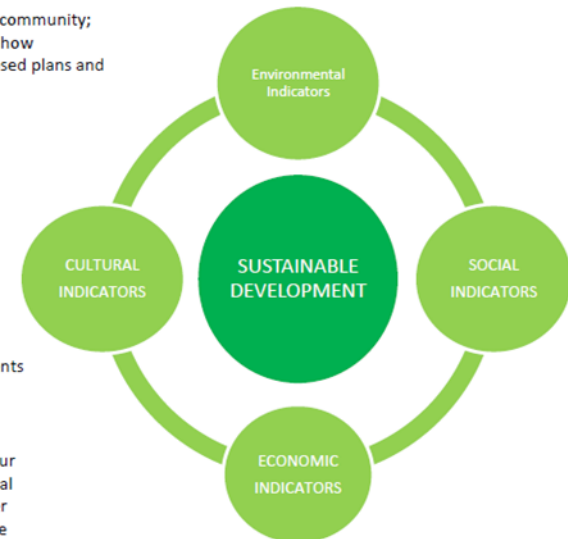 community;
how
sed plans and
Environmental
Indicators
CULTURAL
INDICATORS
SUSTAINABLE
DEVELOPMENT
SOCIAL
INDICATORS
nts
ur
al
r
e
ECONOMIC
INDICATORS